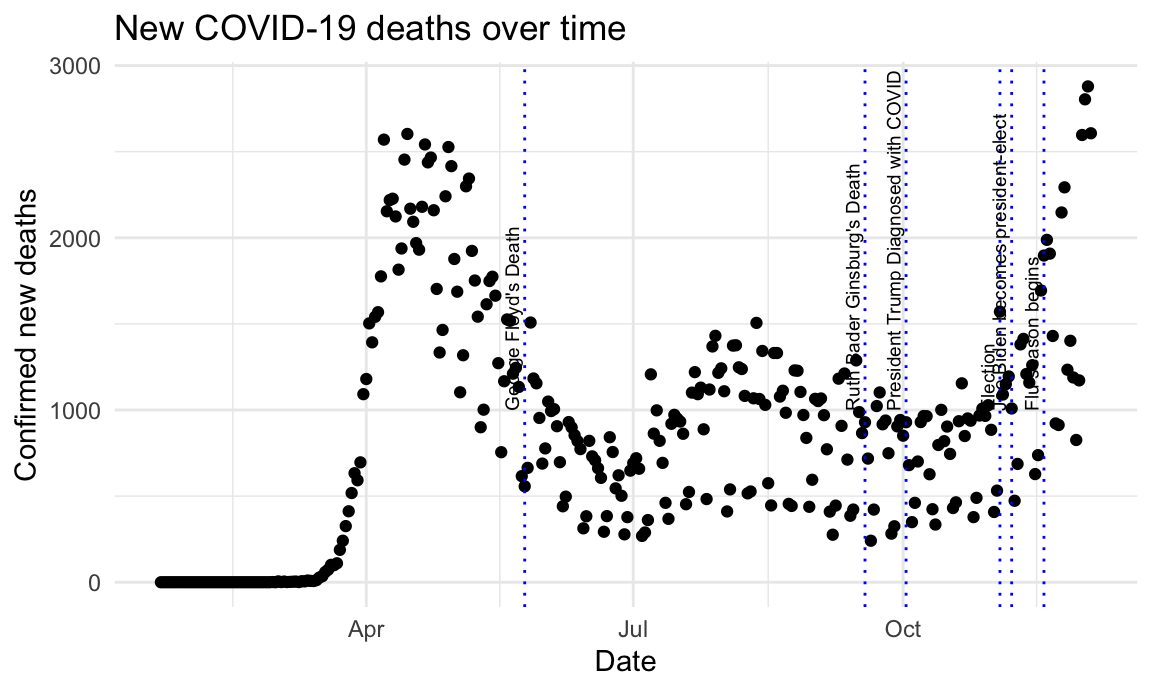 New COVID-19 deaths over time
Confirmed new deaths
3000
2000
1000
0
George Floyd's Death
Ruth Bader Ginsburg's Death
President Trump Diagnosed with COVID
Election
Joe Biden becomes president-elect
Flu season begins
Apr
Jul
Oct
Date